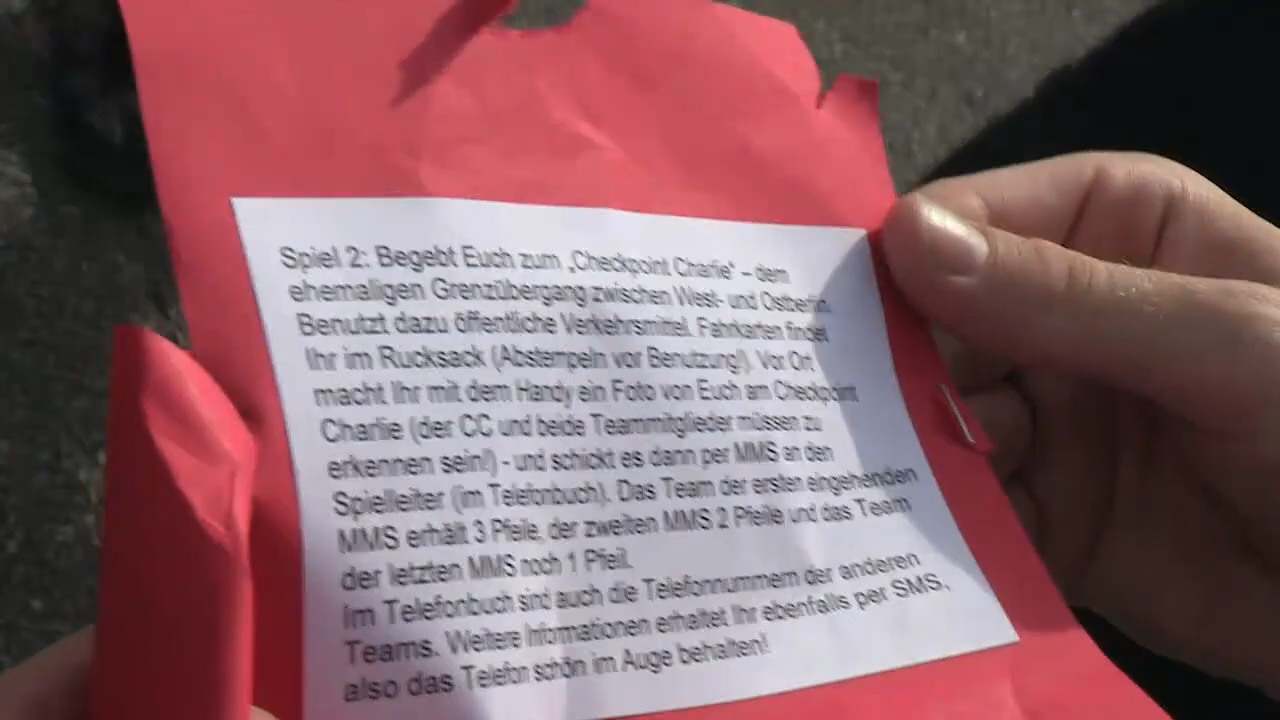 Spiel 2: Begebt Euch zum „Checkpoint Charlie“ – dem
ehemaligen Grenzübergang zwischen West- und Ostberlin.
Benutzt dazu öffentliche Verkehrsmittel. Fahrkarten findet
Ihr im Rucksack (Abstempeln vor Benutzung!). Vor Ort
macht Ihr mit dem Handy ein Foto von Euch am Checkpoint
Charlie (der CC und beide Teammitglieder müssen zu
erkennen sein!) - und schickt es dann per MMS an den
Spielleiter (im Telefonbuch). Das Team der ersten eingehenden
MMS erhält 3 Pfeile, der zweiten MMS 2 Pfeile und das Team
der letzten MMS noch 1 Pfeil.
Im Telefonbuch sind auch die Telefonnummern der anderen
Teams. Weitere Informationen erhaltet Ihr ebenfalls per SMS,
also das Telefon schön im Auge behalten!